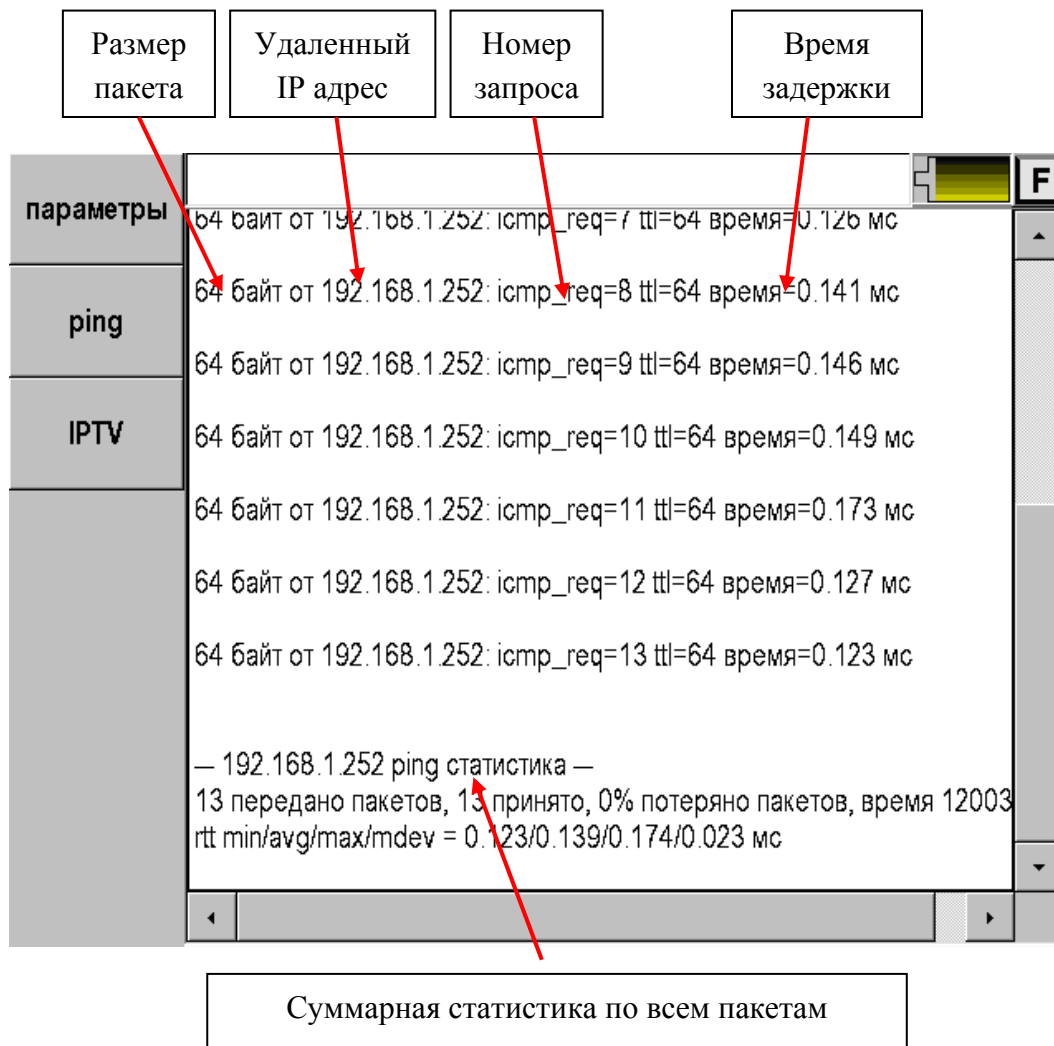 Размер
пакета
Удаленный
IP адрес
Номер
запроса
Время
задержки
F
параметры
ping
IPTV
64 байт от 192.168.1.252: icmp_req=7 ttl=64 время=0.126 мс
64 байт от 192.168.1.252: icmp_req=8 ttl=64 время=0.141 мс
64 байт от 192.168.1.252: icmp_req=9 ttl=64 время=0.146 мс
64 байт от 192.168.1.252: icmp_req=10 ttl=64 время=0.149 мс
64 байт от 192.168.1.252: icmp_req=11 ttl=64 время=0.173 мс
64 байт от 192.168.1.252: icmp_req=12 ttl=64 время=0.127 мс
64 байт от 192.168.1.252: icmp_req=13 ttl=64 время=0.123 мс
— 192.168.1.252 ping статистика —
13 передано пакетов, 13 принято, 0% потеряно пакетов, время 12003
rtt min/avg/max/mdev = 0.123/0.139/0.174/0.023 мс
Суммарная статистика по всем пакетам